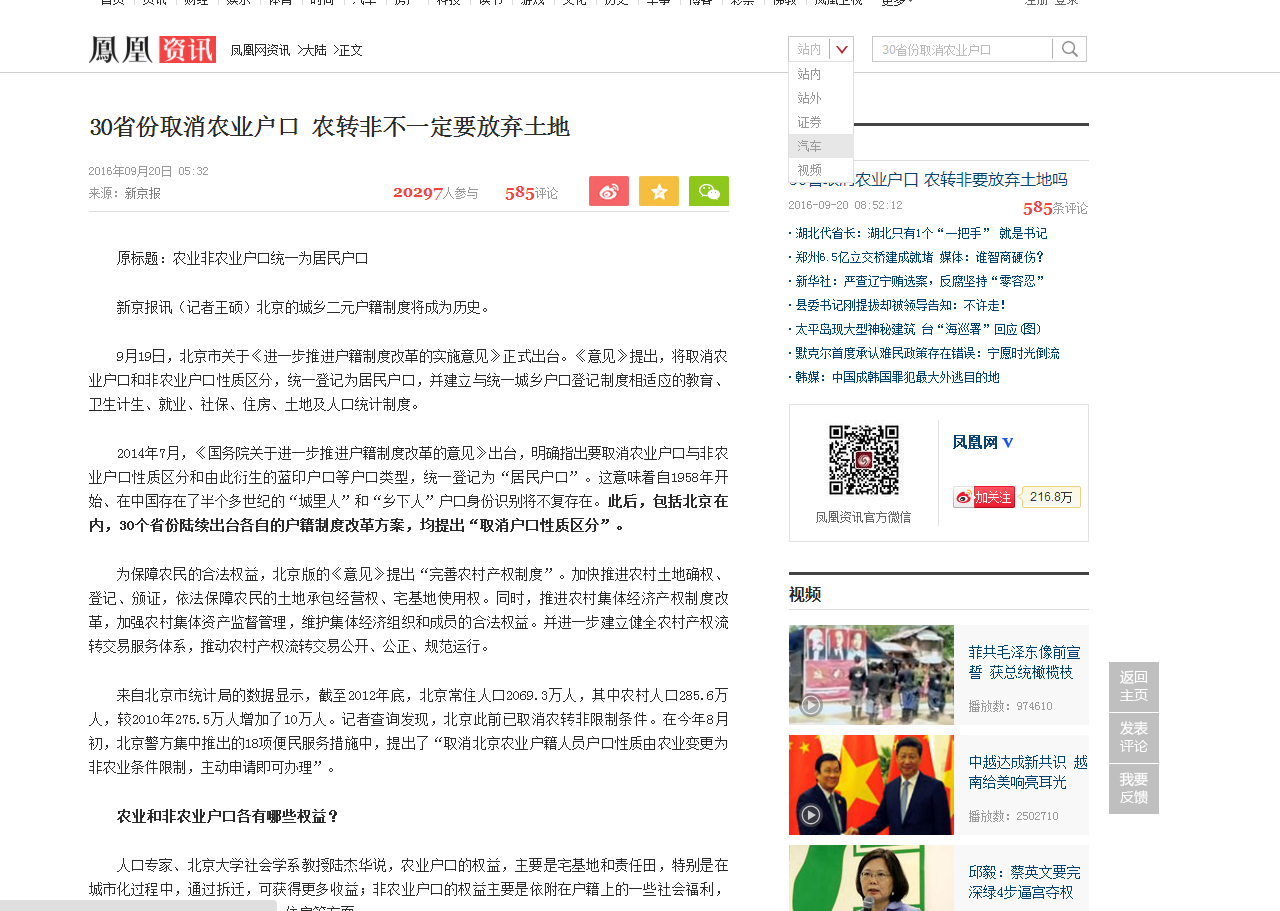 首页 资讯 财经 娱乐 体育 时尚 汽车 房产 科技 读书 游戏 文化 历史 军事 博客 彩票 佛教 凤凰卫视 更多 注册 登录
鳳凰 资讯 凤凰网资讯 >大陆 >正文
站内 30省份取消农业户口
站内
站外
证券
汽车
视频
30省份取消农业户口 农转非不一定要放弃土地
2016年09月20日 05:32
来源：新京报 20297人参与 585评论
原标题：农业非农业户口统一为居民户口
新京报讯（记者王硕）北京的城乡二元户籍制度将成为历史。
9月19日，北京市关于《进一步推进户籍制度改革的实施意见》正式出台。《意见》提出，将取消农
业户口和非农业户口性质区分，统一登记为居民户口，并建立与统一城乡户口登记制度相适应的教育、
卫生计生、就业、社保、住房、土地及人口统计制度。
2014年7月，《国务院关于进一步推进户籍制度改革的意见》出台，明确指出要取消农业户口与非农
业户口性质区分和由此衍生的蓝印户口等户口类型，统一登记为“居民户口”。这意味着自1958年开
始、在中国存在了半个多世纪的“城里人”和“乡下人”户口身份识别将不复存在。此后，包括北京在
内，30个省份陆续出台各自的户籍制度改革方案，均提出“取消户口性质区分”。
为保障农民的合法权益，北京版的《意见》提出“完善农村产权制度”。加快推进农村土地确权、
登记、颁证，依法保障农民的土地承包经营权、宅基地使用权。同时，推进农村集体经济产权制度改
革，加强农村集体资产监督管理，维护集体经济组织和成员的合法权益。并进一步建立健全农村产权流
转交易服务体系，推动农村产权流转交易公开、公正、规范运行。
来自北京市统计局的数据显示，截至2012年底，北京常住人口2069.3万人，其中农村人口285.6万
人，较2010年275.5万人增加了10万人。记者查询发现，北京此前已取消农转非限制条件。在今年8月
初，北京警方集中推出的18项便民服务措施中，提出了“取消北京农业户籍人员户口性质由农业变更为
非农业条件限制，主动申请即可办理”。
农业和非农业户口各有哪些权益？
人口专家、北京大学社会学系教授陆杰华说，农业户口的权益，主要是宅基地和责任田，特别是在
城市化过程中，通过拆迁，可获得更多收益；非农业户口的权益主要是依附在户籍上的一些社会福利，
住房等方面
30省取消农业户口 农转非要放弃土地吗
2016-09-20 08:52:12 585条评论
·湖北代省长：湖北只有1个“一把手” 就是书记
·郑州6.5亿立交桥建成就堵 媒体：谁智商硬伤？
·新华社：严查辽宁贿选案，反腐坚持“零容忍”
·县委书记刚提拔却被领导告知：不许走！
·太平岛现大型神秘建筑 台“海巡署”回应(图)
·默克尔首度承认难民政策存在错误：宁愿时光倒流
·韩媒：中国成韩国罪犯最大外逃目的地
凤凰网 V
加关注 216.8万
凤凰资讯官方微信
视频
菲共毛泽东像前宣
誓 获总统橄榄枝
播放数：974610
中越达成新共识 越
南给美响亮耳光
播放数：2502710
邱毅：蔡英文要完
深绿4步逼宫夺权
返回
主页
发表
评论
我要
反馈